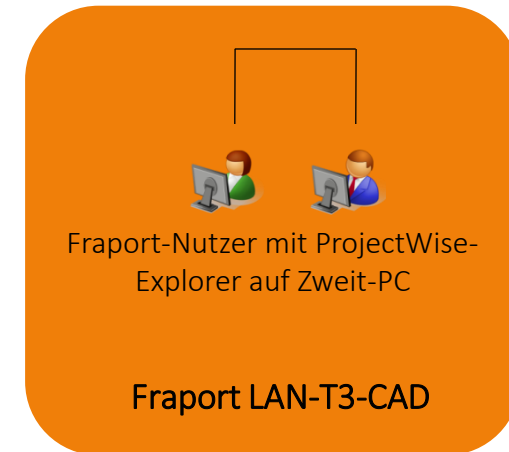 Fraport-Nutzer mit ProjectWise-
Explorer auf Zweit-PC
Fraport LAN-T3-CAD